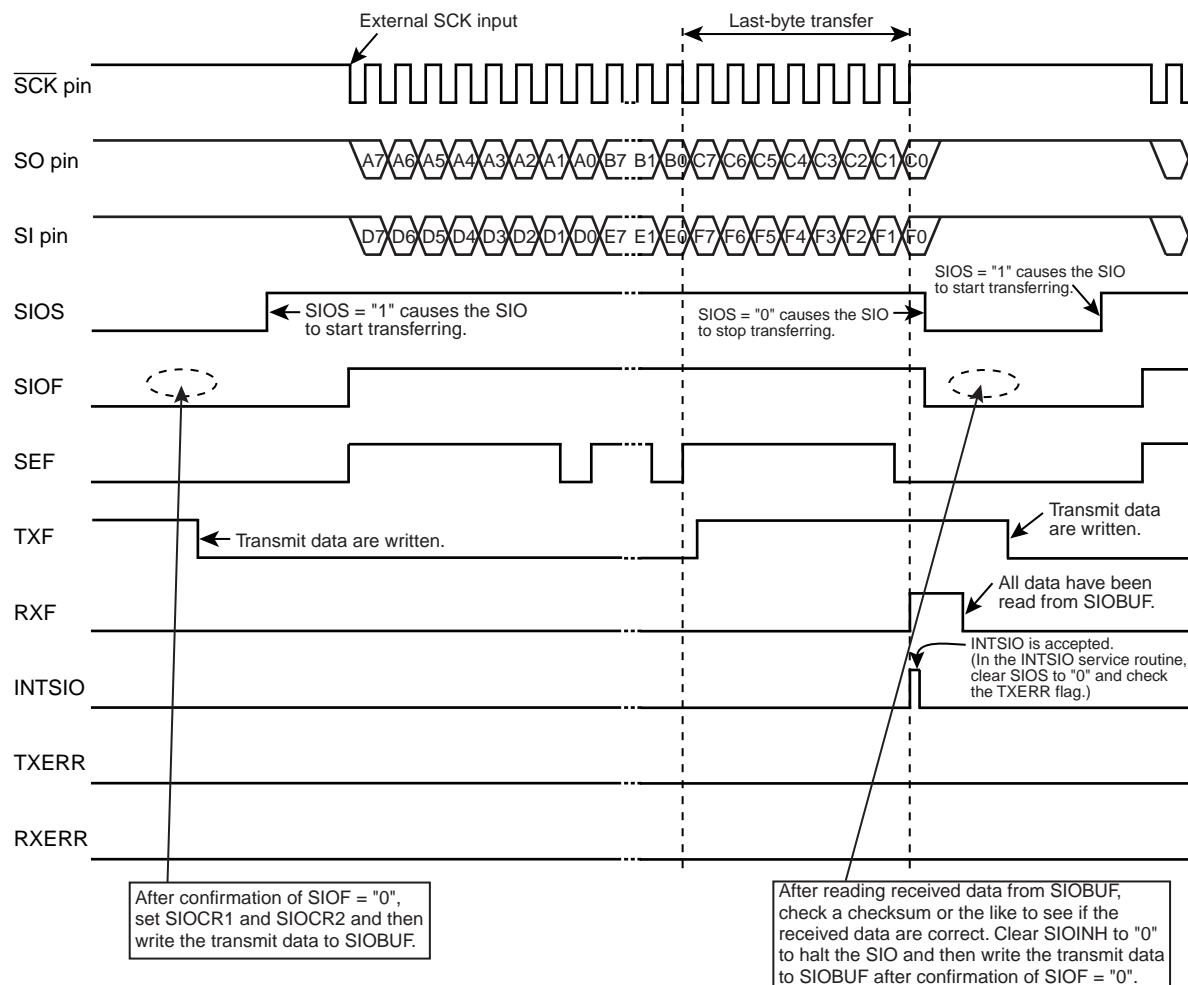 External SCK input
Last-byte transfer
SCK pin
SO pin
A7 A6 A5 A4 A3 A2 A1 A0 B7 B1 B0 C7 C6 C5 C4 C3 C2 C1 C0
SI pin
D7 D6 D5 D4 D3 D2 D1 D0 E7 E1 E0 F7 F6 F5 F4 F3 F2 F1 F0
SIOS = "1" causes the SIO
to start transferring.
SIOS
SIOS = "1" causes the SIO
to start transferring.
SIOS = "0" causes the SIO
to stop transferring.
SIOF
SEF
TXF
Transmit data are written.
Transmit data
are written.
RXF
All data have been
read from SIOBUF.
INTSIO
INTSIO is accepted.
(In the INTSIO service routine,
clear SIOS to "0" and check
the TXERR flag.)
TXERR
RXERR
After confirmation of SIOF = "0",
set SIOCR1 and SIOCR2 and then
write the transmit data to SIOBUF.
After reading received data from SIOBUF,
check a checksum or the like to see if the
received data are correct. Clear SIOINH to "0"
to halt the SIO and then write the transmit data
to SIOBUF after confirmation of SIOF = "0".